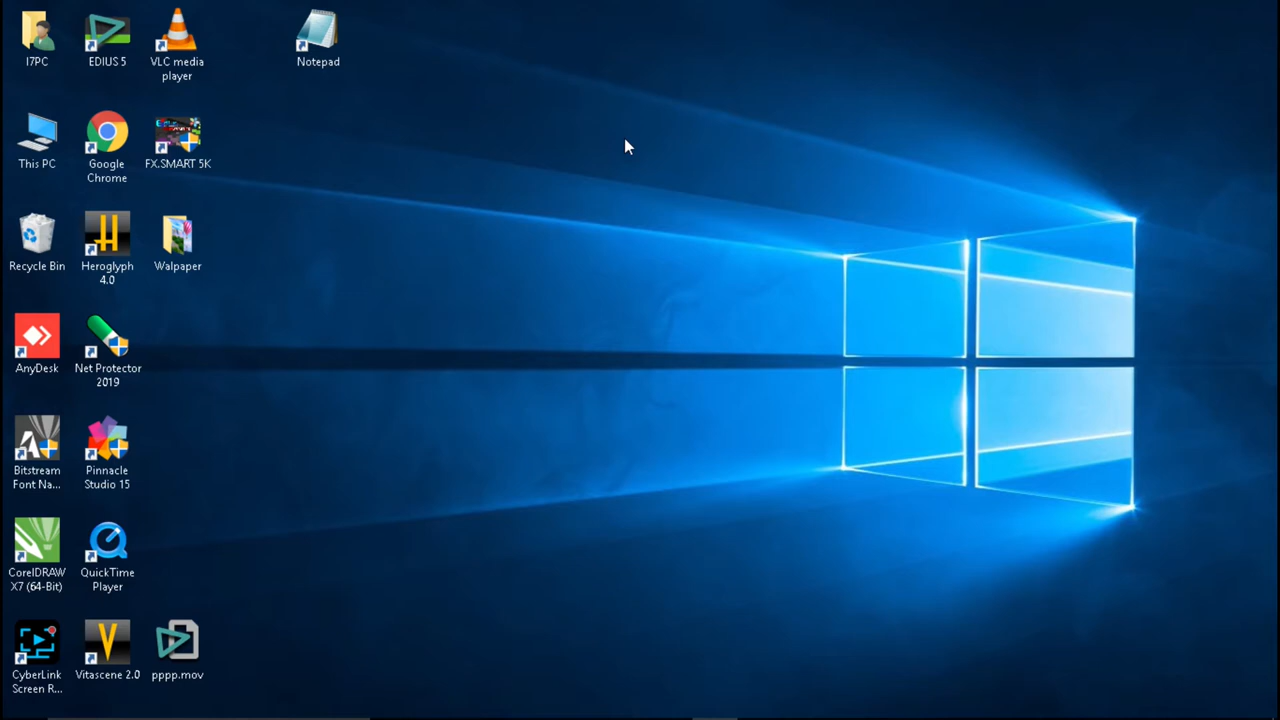 I7PC
EDIUS 5
VLC media
player
Notepad
This PC
Google
Chrome
FX.SMART 5K
Recycle Bin
Heroglyph
4.0
Walpaper
AnyDesk
Net Protector
2019
Bitstream
Font Na...
Pinnacle
Studio 15
CorelDRAW
X7 (64-Bit)
QuickTime
Player
CyberLink
Screen R...
Vitascene 2.0
pppp.mov